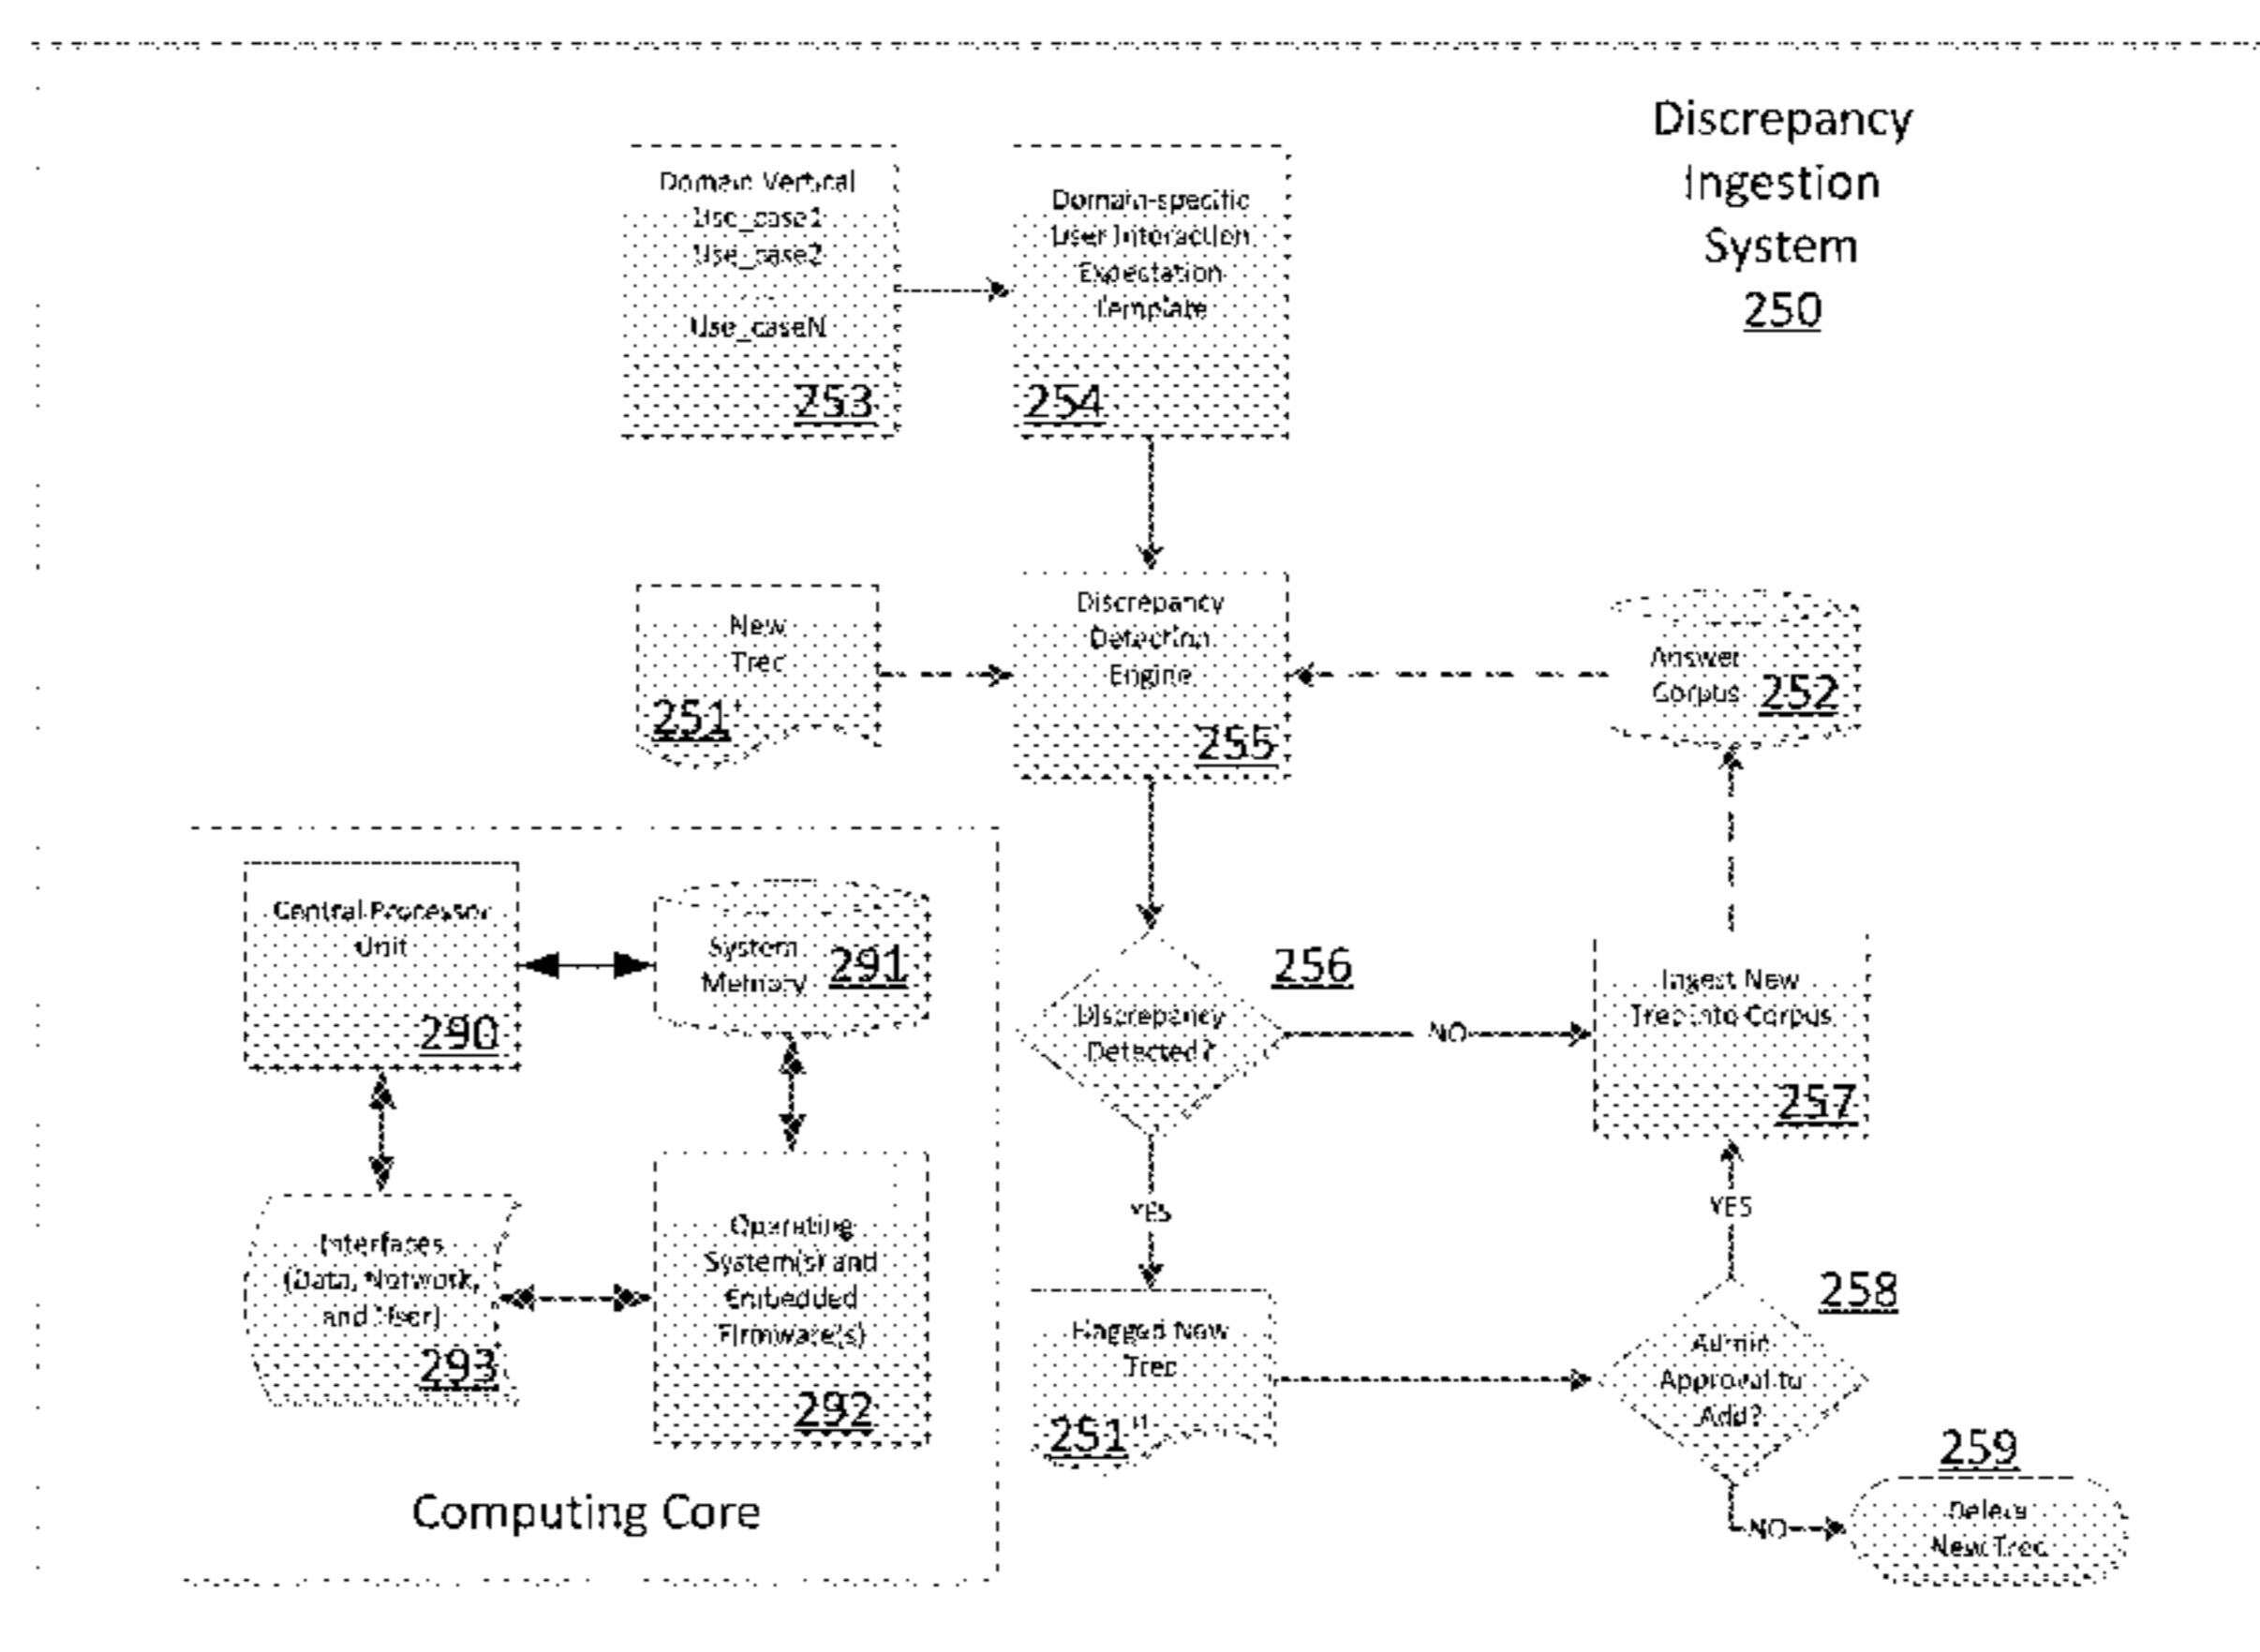 Discrepancy
Ingestion
System
250
Domain Vertical
Use_case1
Use_case2
...
Use_caseN
253
Domain-specific
User Interaction
Expectation
Template
254
New
Trec
251'
Discrepancy
Detection
Engine
255
Answer
Corpus
252
Central Processor
Unit
290
System
Memory
291
Discrepancy
Detected?
256
NO
Ingest New
Trec into Corpus
257
YES
YES
Interfaces
(Data, Network,
and User)
293
Operating
System(s) and
Embedded
Firmware(s)
292
Flagged New
Trec
251"
258
Admin
Approval to
Add?
259
NO
Delete
New Trec
Computing Core